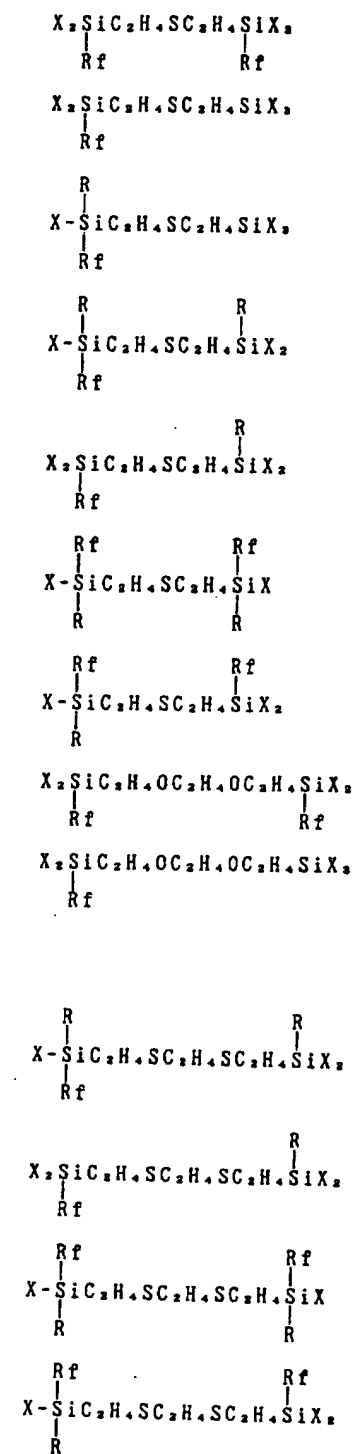 X₂SiC₂H₄SC₂H₄SiX₂
Rf Rf
X₂SiC₂H₄SC₂H₄SiX₃
Rf
R
X-SiC₂H₄SC₂H₄SiX₃
Rf
R R
X-SiC₂H₄SC₂H₄SiX₂
Rf
R
X₂SiC₂H₄SC₂H₄SiX₂
Rf
Rf Rf
X-SiC₂H₄SC₂H₄SiX
R R
Rf Rf
X-SiC₂H₄SC₂H₄SiX₂
R
X₂SiC₂H₄OC₂H₄OC₂H₄SiX₂
Rf Rf
X₂SiC₂H₄OC₂H₄OC₂H₄SiX₃
Rf
R R
X-SiC₂H₄SC₂H₄SC₂H₄SiX₂
Rf
R
X₂SiC₂H₄SC₂H₄SC₂H₄SiX₂
Rf
Rf Rf
X-SiC₂H₄SC₂H₄SC₂H₄SiX
R R
Rf Rf
X-SiC₂H₄SC₂H₄SC₂H₄SiX₂
R